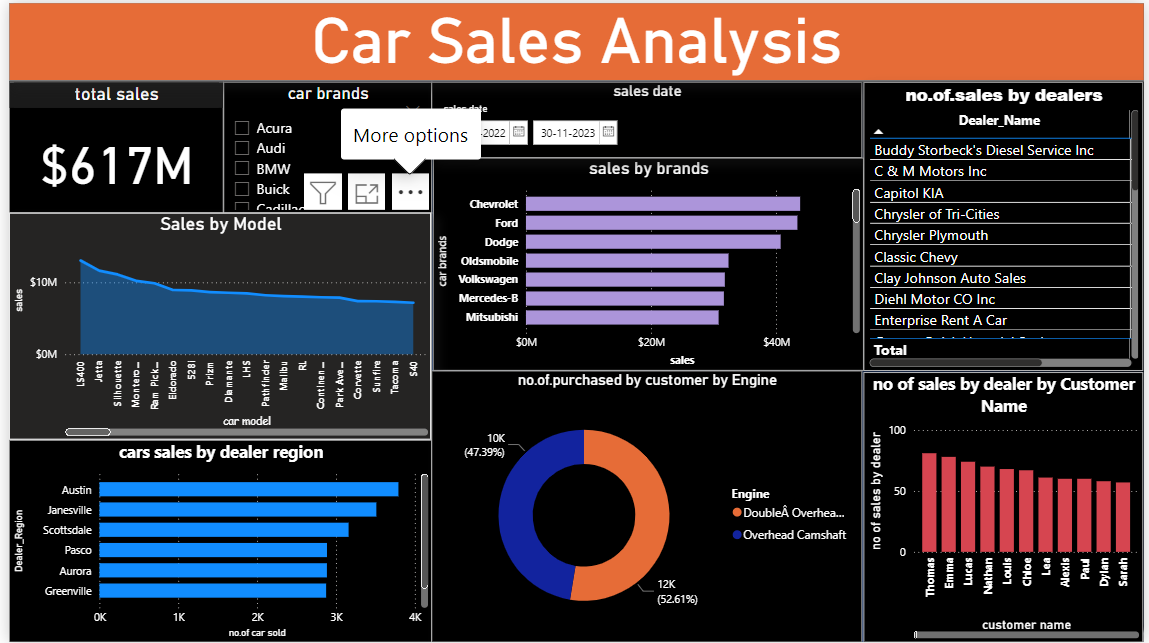 Car Sales Analysis
total sales
$617M
car brands
Acura
Audi
BMW
Buick
Cadillac
More options
sales date
sales date
-2022
30-11-2023
no.of.sales by dealers
Dealer_Name
Buddy Storbeck's Diesel Service Inc
C & M Motors Inc
Capitol KIA
Chrysler of Tri-Cities
Chrysler Plymouth
Classic Chevy
Clay Johnson Auto Sales
Diehl Motor CO Inc
Enterprise Rent A Car
Total
Sales by Model
sales
$10M
$0M
LS400
Jetta
Silhouette
Montero...
Ram Pick...
Eldorado
528i
Prizm
Diamante
LHS
Pathfinder
Malibu
RL
Continen...
Park Ave...
Corvette
Sunfire
Tacoma
S40
car model
sales by brands
car brands
Chevrolet
Ford
Dodge
Oldsmobile
Volkswagen
Mercedes-B
Mitsubishi
$0M
$20M
$40M
sales
cars sales by dealer region
Dealer_Region
Austin
Janesville
Scottsdale
Pasco
Aurora
Greenville
0K
1K
2K
3K
4K
no.of car sold
no.of.purchased by customer by Engine
10K
(47.39%)
12K
(52.61%)
Engine
DoubleÂ Overhea...
Overhead Camshaft
no of sales by dealer by Customer
Name
no of sales by dealer
100
50
0
Thomas
Emma
Lucas
Nathan
Louis
Chloe
Lea
Alexis
Paul
Dylan
Sarah
customer name